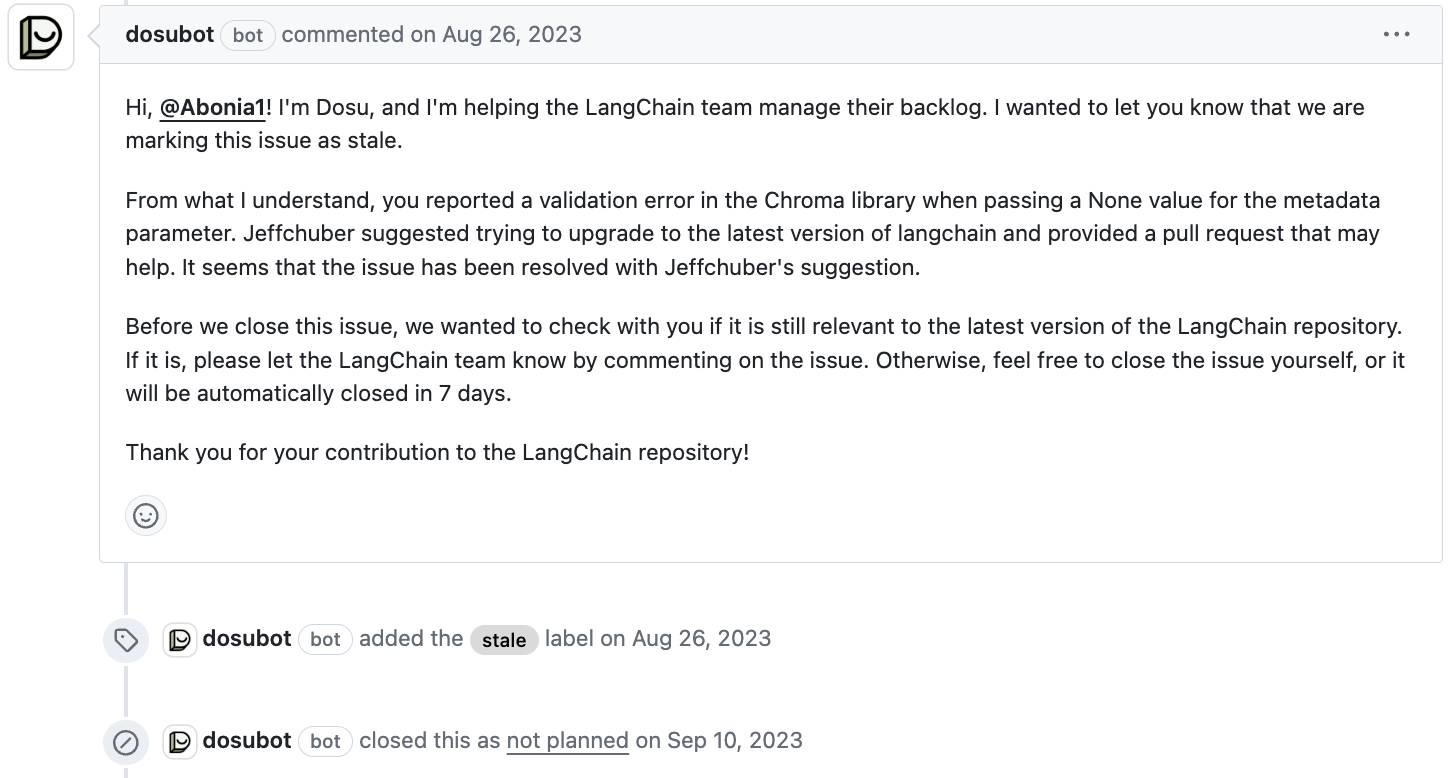 dosubot bot commented on Aug 26, 2023
Hi, @Abonia1! I'm Dosu, and I'm helping the LangChain team manage their backlog. I wanted to let you know that we are
marking this issue as stale.
From what I understand, you reported a validation error in the Chroma library when passing a None value for the metadata
parameter. Jeffchuber suggested trying to upgrade to the latest version of langchain and provided a pull request that may
help. It seems that the issue has been resolved with Jeffchuber's suggestion.
Before we close this issue, we wanted to check with you if it is still relevant to the latest version of the LangChain repository.
If it is, please let the LangChain team know by commenting on the issue. Otherwise, feel free to close the issue yourself, or it
will be automatically closed in 7 days.
Thank you for your contribution to the LangChain repository!
dosubot bot added the stale label on Aug 26, 2023
dosubot bot closed this as not planned on Sep 10, 2023